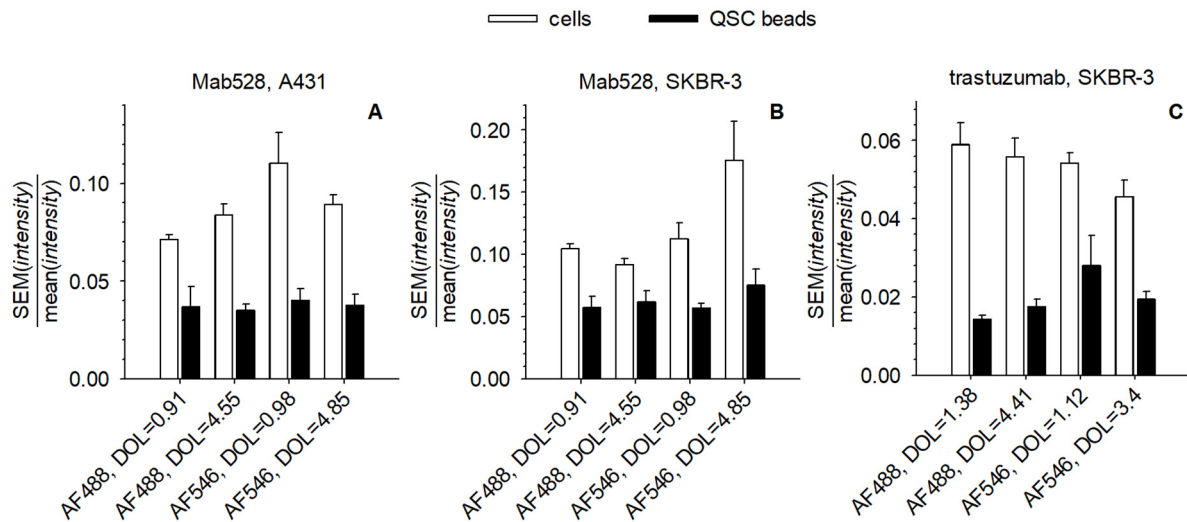 cells QSC beads
Mab528, A431
A
SEM(intensity)
mean(intensity)
0.10
0.05
0.00
AF488, DOL=0.91
AF488, DOL=4.55
AF546, DOL=0.98
AF546, DOL=4.85
Mab528, SKBR-3
B
SEM(intensity)
mean(intensity)
0.20
0.15
0.10
0.05
0.00
AF488, DOL=0.91
AF488, DOL=4.55
AF546, DOL=0.98
AF546, DOL=4.85
trastuzumab, SKBR-3
C
SEM(intensity)
mean(intensity)
0.06
0.04
0.02
0.00
AF488, DOL=1.38
AF488, DOL=4.41
AF546, DOL=1.12
AF546, DOL=3.4